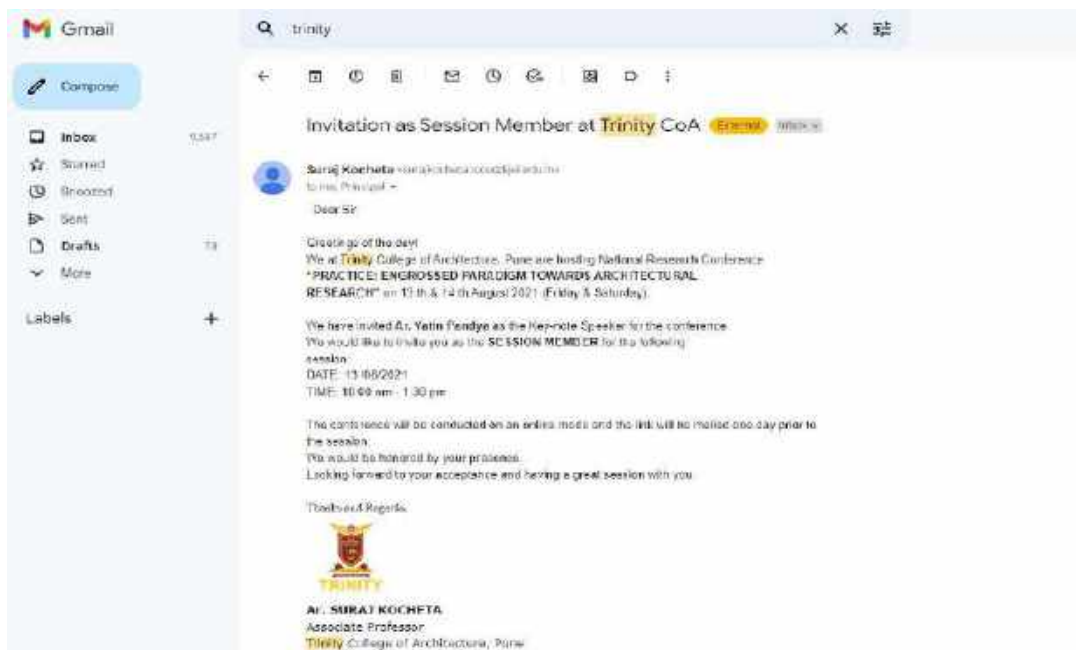 Gmail
trinity
Compose
Invitation as Session Member at Trinity CoA External Inbox
Inbox
Starred
Suraj Kocheta
Snoozed
to me, Principal
Sent
Dear Sir
Drafts 73
Greetings of the day!
More
We at Trinity College of Architecture, Pune are hosting National Research Conference
"PRACTICE: ENGROSSED PARADIGM TOWARDS ARCHITECTURAL
RESEARCH" on 13 th & 14 th August 2021 (Friday & Saturday).
Labels +
We have invited Ar. Yatin Pandya as the Key-note Speaker for the conference
We would like to invite you as the SESSION MEMBER for the following
session:
DATE: 13/08/2021
TIME: 10:00 am - 1:30 pm
The conference will be conducted on an online mode and the link will be mailed one day prior to
the session.
We would be honored by your presence.
Looking forward to your acceptance and having a great session with you
Thanks and Regards,
TRINITY
Ar. SURAJ KOCHETA
Associate Professor
Trinity College of Architecture, Pune